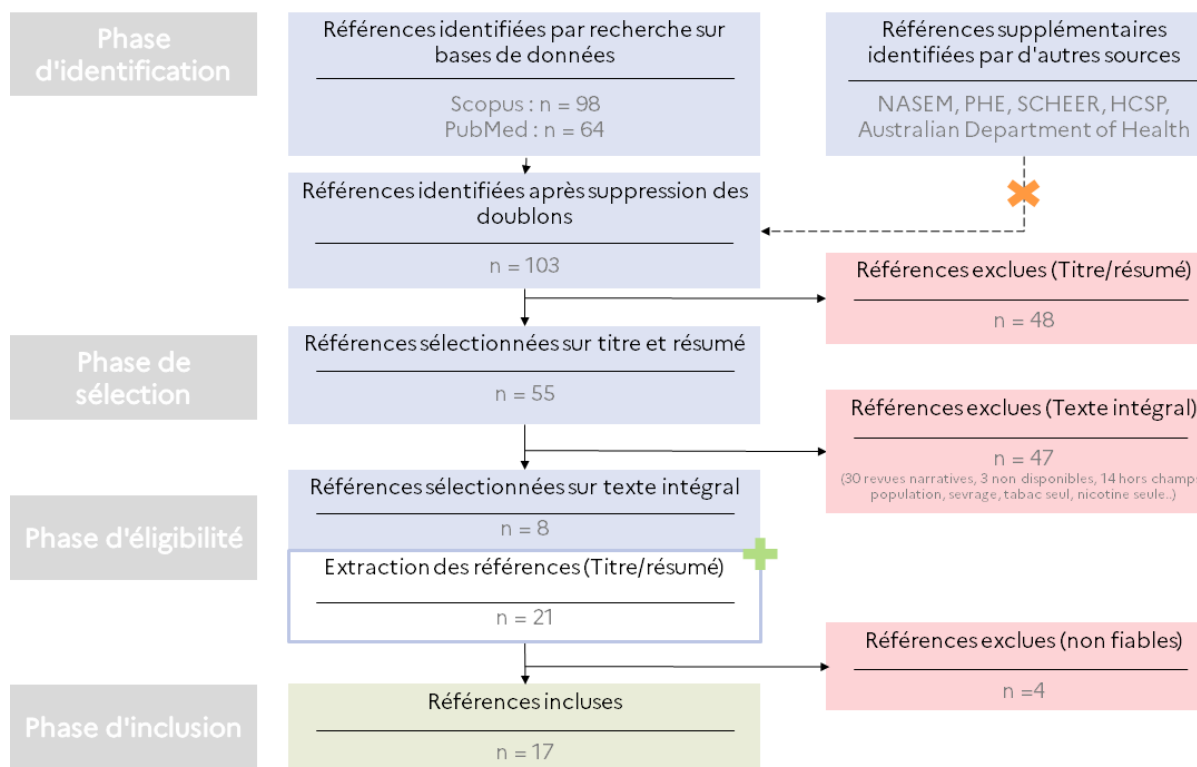 Phase
d'identification
Références identifiées par recherche sur
bases de données
Scopus : n = 98
PubMed : n = 64
Références supplémentaires
identifiées par d'autres sources
NASEM, PHE, SCHEER, HCSP,
Australian Department of Health
Références identifiées après suppression des
doublons
n = 103
Références exclues (Titre/résumé)
n = 48
Phase de
sélection
Références sélectionnées sur titre et résumé
n = 55
Références exclues (Texte intégral)
n = 47
(30 revues narratives, 3 non disponibles, 14 hors champs
population, sevrage, tabac seul, nicotine seule..)
Phase d'éligibilité
Références sélectionnées sur texte intégral
n = 8
Extraction des références (Titre/résumé)
n = 21
Références exclues (non fiables)
n =4
Phase d'inclusion
Références incluses
n = 17